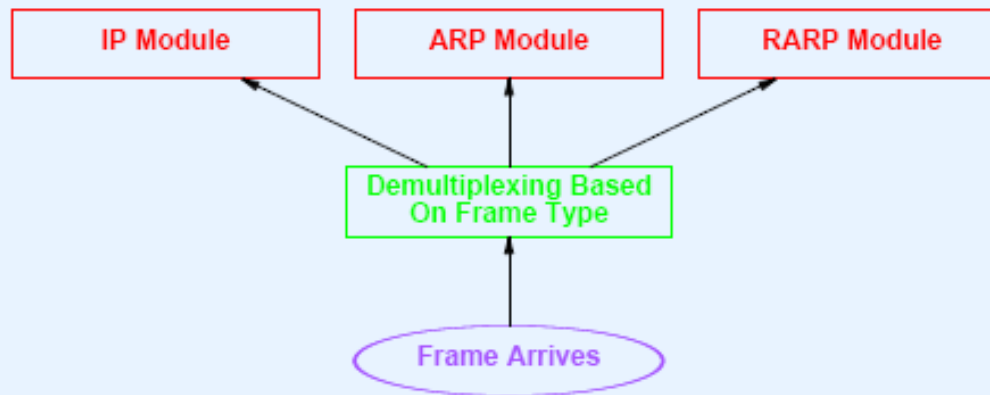 IP Module
ARP Module
RARP Module
Demultiplexing Based
On Frame Type
Frame Arrives